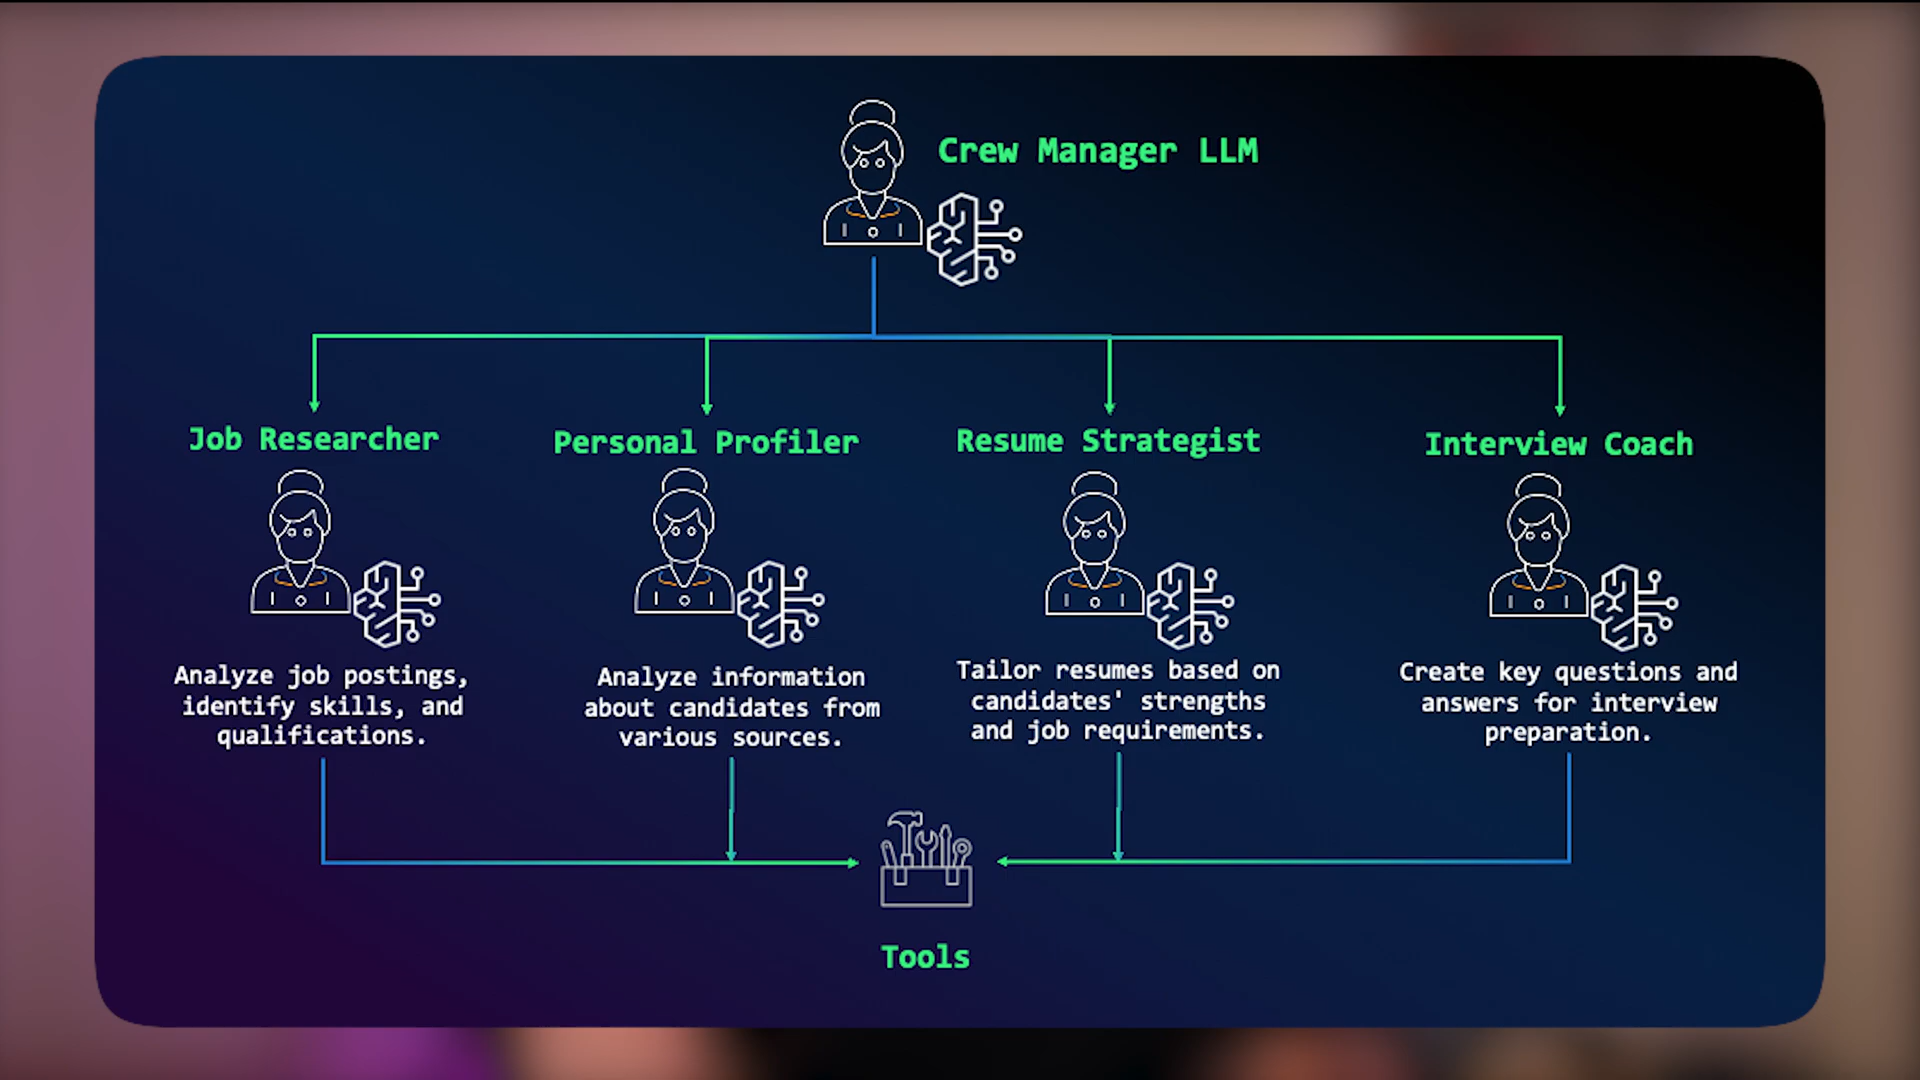 Crew Manager LLM
Job Researcher
Personal Profiler
Resume Strategist
Interview Coach
Analyze job postings,
identify skills, and
qualifications.
Analyze information
about candidates from
various sources.
Tailor resumes based on
candidates' strengths
and job requirements.
Create key questions and
answers for interview
preparation.
Tools